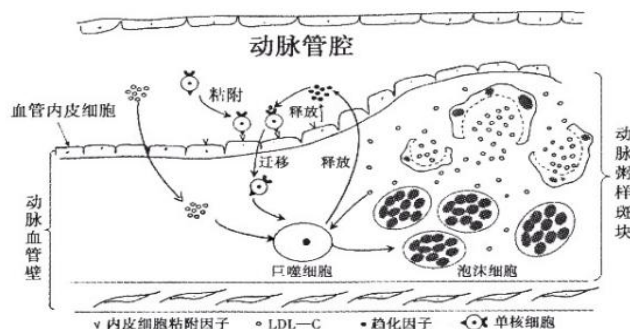 动脉管腔
粘附
释放
血管内皮细胞
迁移
释放
动脉血管壁
动脉粥样斑块
巨噬细胞
泡沫细胞
内皮细胞粘附因子 LDL—C 趋化因子 单核细胞